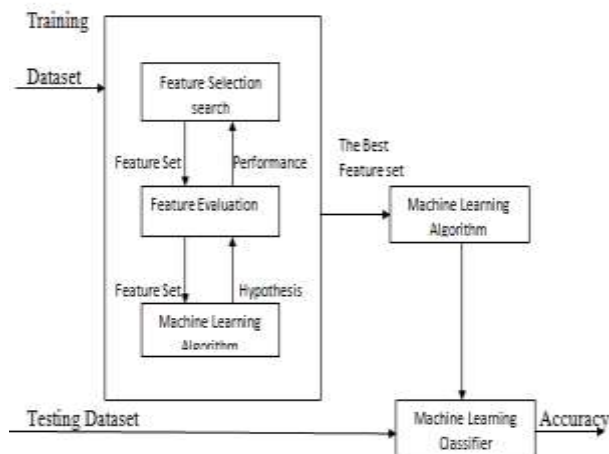 Training
Dataset
Feature Selection
search
Feature Set
Performance
Feature Evaluation
Feature Set
Hypothesis
Machine Learning
Algorithm
The Best
Feature set
Machine Learning
Algorithm
Testing Dataset
Machine Learning
Classifier
Accuracy